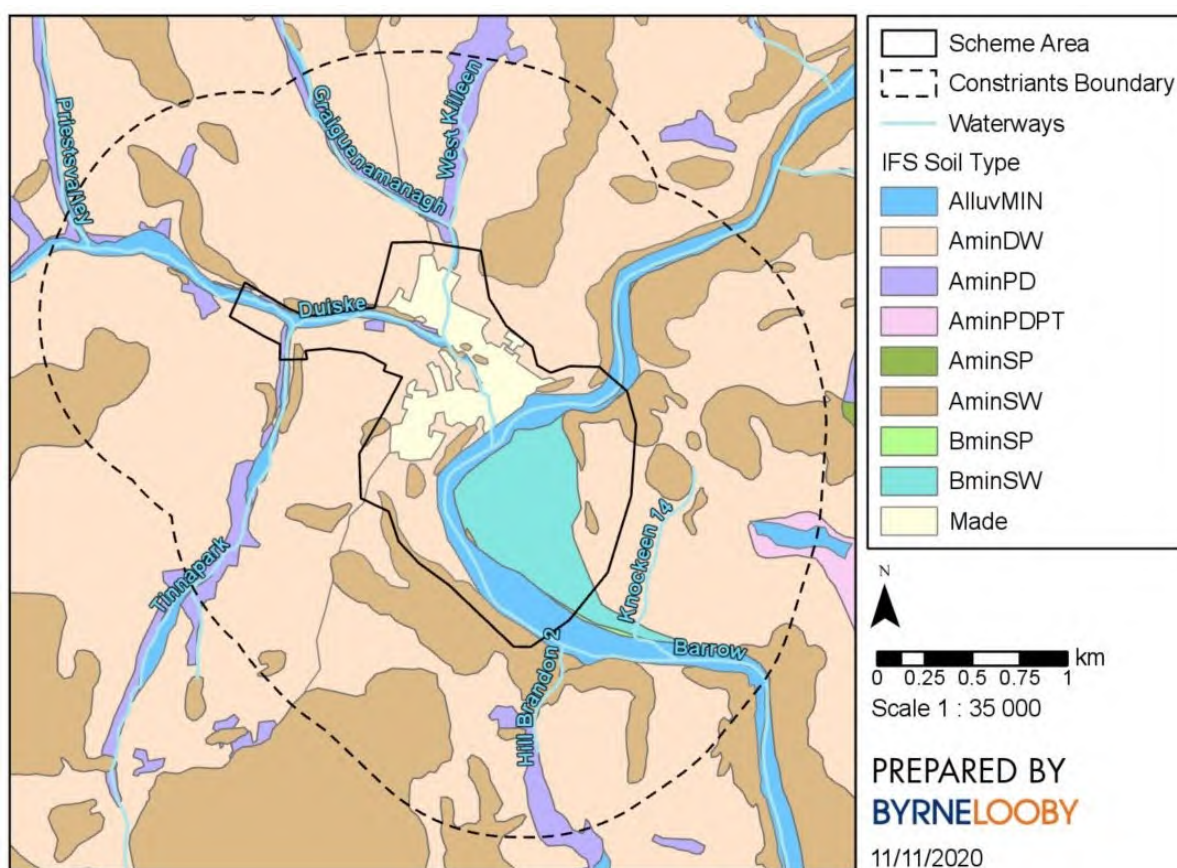 Priestsvalley
Graiguenamanagh
West Killeen
Duiske
Tinnapark
Knockeen 14
Hill Brandon 2
Barrow
Scheme Area
Constriants Boundary
Waterways
IFS Soil Type
AlluvMIN
AminDW
AminPD
AminPDPT
AminSP
AminSW
BminSP
BminSW
Made
N
km
0 0.25 0.5 0.75 1
Scale 1 : 35 000
PREPARED BY
BYRNELOOBY
11/11/2020